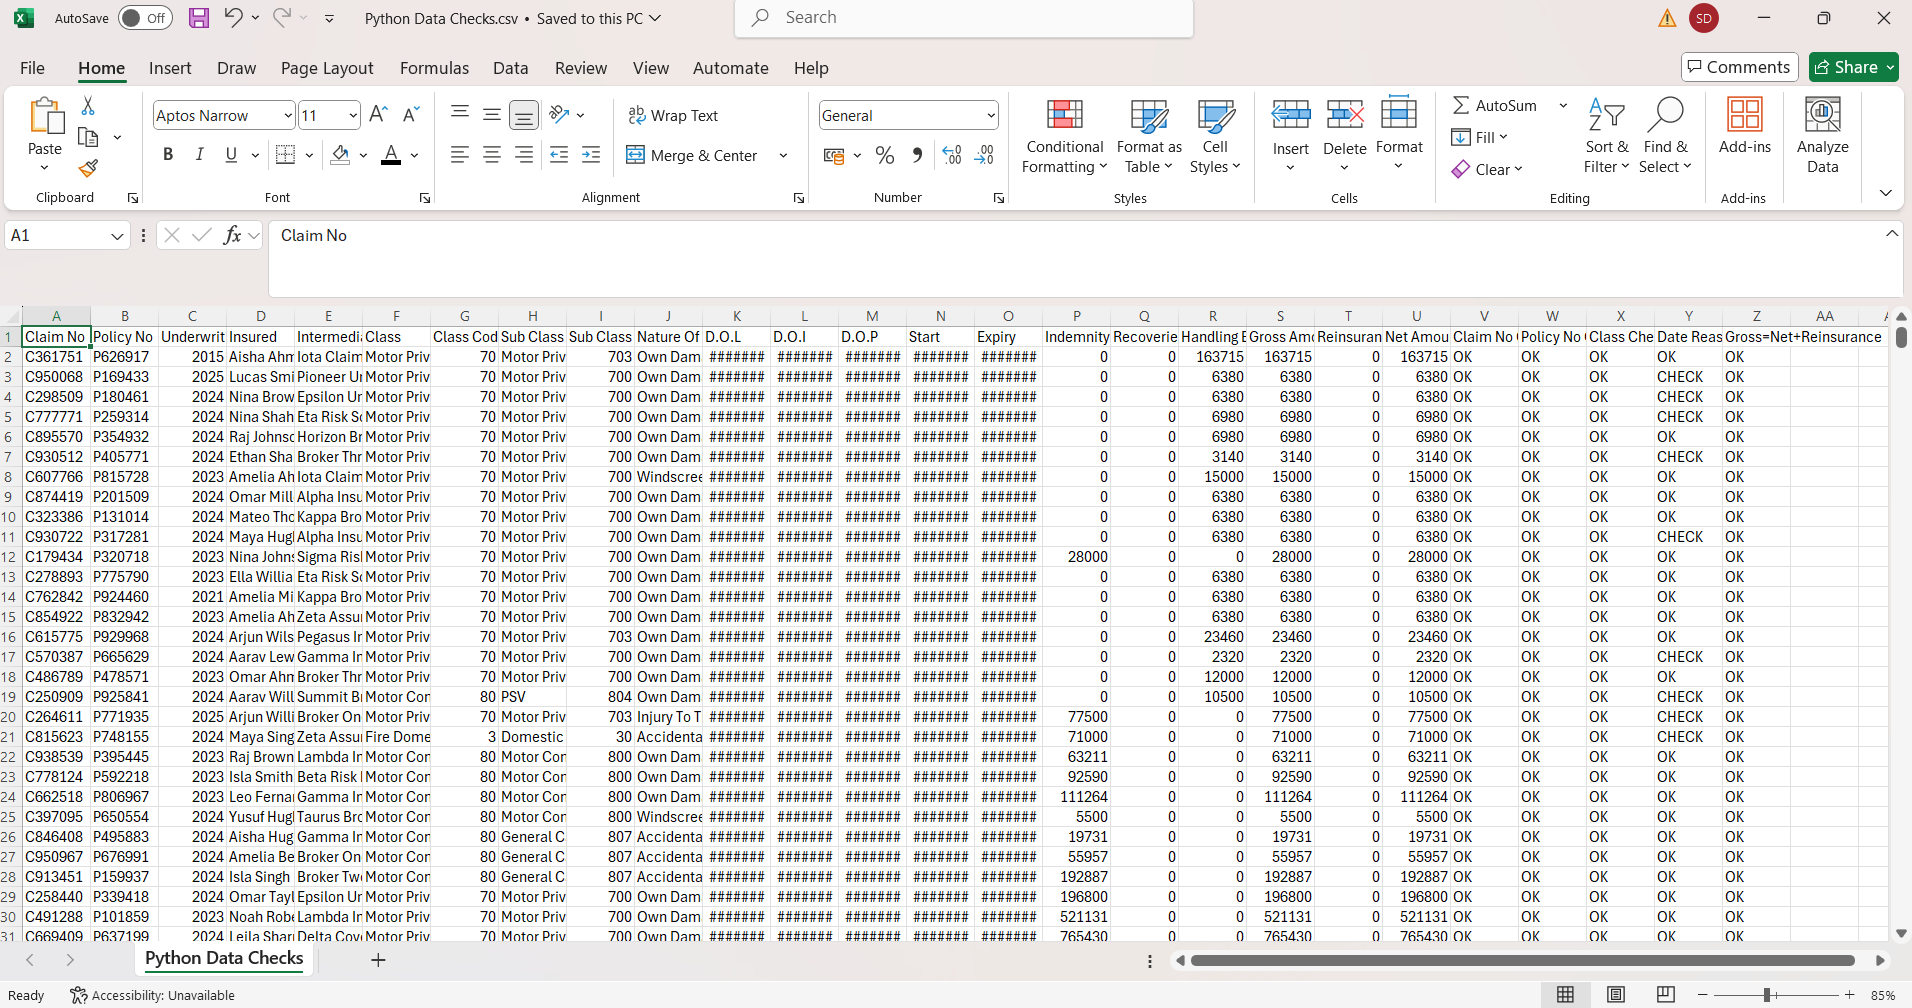 AutoSave Off Python Data Checks.csv • Saved to this PC Search SD
File Home Insert Draw Page Layout Formulas Data Review View Automate Help Comments Share
Paste Aptos Narrow 11 Wrap Text General Conditional Formatting Format as Table Cell Styles Insert Delete Format AutoSum Sort & Filter Find & Select Add-ins Analyze Data
B I U A Merge & Center % Fill Clear
Clipboard Font Alignment Number Styles Cells Editing Add-ins
A1 fx Claim No
A B C D E F G H I J K L M N O P Q R S T U V W X Y Z AA
1 Claim No Policy No Underwrit Insured Intermedi Class Class Cod Sub Class Sub Class Nature Of D.O.L D.O.I D.O.P Start Expiry Indemnity Recoverie Handling E Gross Amo Reinsuran Net Amou Claim No Policy No Class Che Date Reas Gross=Net+Reinsurance
2 C361751 P626917 2015 Aisha Ahm Iota Claim Motor Priv 70 Motor Priv 703 Own Dam ####### ####### ####### ####### ####### 0 0 163715 163715 0 163715 OK OK OK OK OK
3 C950068 P169433 2025 Lucas Smi Pioneer Un Motor Priv 70 Motor Priv 700 Own Dam ####### ####### ####### ####### ####### 0 0 6380 6380 0 6380 OK OK OK CHECK OK
4 C298509 P180461 2024 Nina Brow Epsilon Un Motor Priv 70 Motor Priv 700 Own Dam ####### ####### ####### ####### ####### 0 0 6380 6380 0 6380 OK OK OK CHECK OK
5 C777771 P259314 2024 Nina Shah Eta Risk So Motor Priv 70 Motor Priv 700 Own Dam ####### ####### ####### ####### ####### 0 0 6980 6980 0 6980 OK OK OK CHECK OK
6 C895570 P354932 2024 Raj Johnso Horizon Br Motor Priv 70 Motor Priv 700 Own Dam ####### ####### ####### ####### ####### 0 0 6980 6980 0 6980 OK OK OK OK OK
7 C930512 P405771 2024 Ethan Sha Broker Thr Motor Priv 70 Motor Priv 700 Own Dam ####### ####### ####### ####### ####### 0 0 3140 3140 0 3140 OK OK OK CHECK OK
8 C607766 P815728 2023 Amelia Ah Iota Claim Motor Priv 70 Motor Priv 700 Windscree ####### ####### ####### ####### ####### 0 0 15000 15000 0 15000 OK OK OK OK OK
9 C874419 P201509 2024 Omar Mill Alpha Insu Motor Priv 70 Motor Priv 700 Own Dam ####### ####### ####### ####### ####### 0 0 6380 6380 0 6380 OK OK OK OK OK
10 C323386 P131014 2024 Mateo Tho Kappa Bro Motor Priv 70 Motor Priv 700 Own Dam ####### ####### ####### ####### ####### 0 0 6380 6380 0 6380 OK OK OK OK OK
11 C930722 P317281 2024 Maya Hugl Alpha Insu Motor Priv 70 Motor Priv 700 Own Dam ####### ####### ####### ####### ####### 0 0 6380 6380 0 6380 OK OK OK CHECK OK
12 C179434 P320718 2023 Nina Johns Sigma Risl Motor Priv 70 Motor Priv 700 Own Dam ####### ####### ####### ####### ####### 28000 0 0 28000 0 28000 OK OK OK OK OK
13 C278893 P775790 2023 Ella Willia Eta Risk So Motor Priv 70 Motor Priv 700 Own Dam ####### ####### ####### ####### ####### 0 0 6380 6380 0 6380 OK OK OK OK OK
14 C762842 P924460 2021 Amelia Mi Kappa Bro Motor Priv 70 Motor Priv 700 Own Dam ####### ####### ####### ####### ####### 0 0 6380 6380 0 6380 OK OK OK OK OK
15 C854922 P832942 2023 Amelia Ah Zeta Assu Motor Priv 70 Motor Priv 700 Own Dam ####### ####### ####### ####### ####### 0 0 6380 6380 0 6380 OK OK OK OK OK
16 C615775 P929968 2024 Arjun Wils Pegasus In Motor Priv 70 Motor Priv 703 Own Dam ####### ####### ####### ####### ####### 0 0 23460 23460 0 23460 OK OK OK OK OK
17 C570387 P665629 2024 Aarav Lew Gamma In Motor Priv 70 Motor Priv 700 Own Dam ####### ####### ####### ####### ####### 0 0 2320 2320 0 2320 OK OK OK CHECK OK
18 C486789 P478571 2023 Omar Ahm Broker Thr Motor Priv 70 Motor Priv 700 Own Dam ####### ####### ####### ####### ####### 0 0 12000 12000 0 12000 OK OK OK OK OK
19 C250909 P925841 2024 Aarav Will Summit Br Motor Con 80 PSV 804 Own Dam ####### ####### ####### ####### ####### 0 0 10500 10500 0 10500 OK OK OK CHECK OK
20 C264611 P771935 2025 Arjun Willi Broker On Motor Priv 70 Motor Priv 703 Injury To T ####### ####### ####### ####### ####### 77500 0 0 77500 0 77500 OK OK OK CHECK OK
21 C815623 P748155 2024 Maya Sing Zeta Assu Fire Dome 3 Domestic 30 Accidenta ####### ####### ####### ####### ####### 71000 0 0 71000 0 71000 OK OK OK CHECK OK
22 C938539 P395445 2023 Raj Brown Lambda In Motor Con 80 Motor Con 800 Own Dam ####### ####### ####### ####### ####### 63211 0 0 63211 0 63211 OK OK OK OK OK
23 C778124 P592218 2023 Isla Smith Beta Risk Motor Con 80 Motor Con 800 Own Dam ####### ####### ####### ####### ####### 92590 0 0 92590 0 92590 OK OK OK OK OK
24 C662518 P806967 2023 Leo Fernai Gamma In Motor Con 80 Motor Con 800 Own Dam ####### ####### ####### ####### ####### 111264 0 0 111264 0 111264 OK OK OK OK OK
25 C397095 P650554 2024 Yusuf Hugl Taurus Bro Motor Con 80 Motor Con 800 Windscree ####### ####### ####### ####### ####### 5500 0 0 5500 0 5500 OK OK OK OK OK
26 C846408 P495883 2024 Aisha Hug Gamma In Motor Con 80 General C 807 Accidenta ####### ####### ####### ####### ####### 19731 0 0 19731 0 19731 OK OK OK OK OK
27 C950967 P676991 2024 Amelia Be Broker On Motor Con 80 General C 807 Accidenta ####### ####### ####### ####### ####### 55957 0 0 55957 0 55957 OK OK OK OK OK
28 C913451 P159937 2024 Isla Singh Broker Two Motor Con 80 General C 807 Accidenta ####### ####### ####### ####### ####### 192887 0 0 192887 0 192887 OK OK OK OK OK
29 C258440 P339418 2024 Omar Tayl Epsilon Un Motor Priv 70 Motor Priv 700 Own Dam ####### ####### ####### ####### ####### 196800 0 0 196800 0 196800 OK OK OK OK OK
30 C491288 P101859 2023 Noah Robe Lambda In Motor Priv 70 Motor Priv 700 Own Dam ####### ####### ####### ####### ####### 521131 0 0 521131 0 521131 OK OK OK OK OK
31 C669409 P637199 2024 Leila Shar Delta Cov Motor Priv 70 Motor Priv 700 Own Dam ####### ####### ####### ####### ####### 765430 0 0 765430 0 765430 OK OK OK OK OK
Python Data Checks
Ready Accessibility: Unavailable 85%